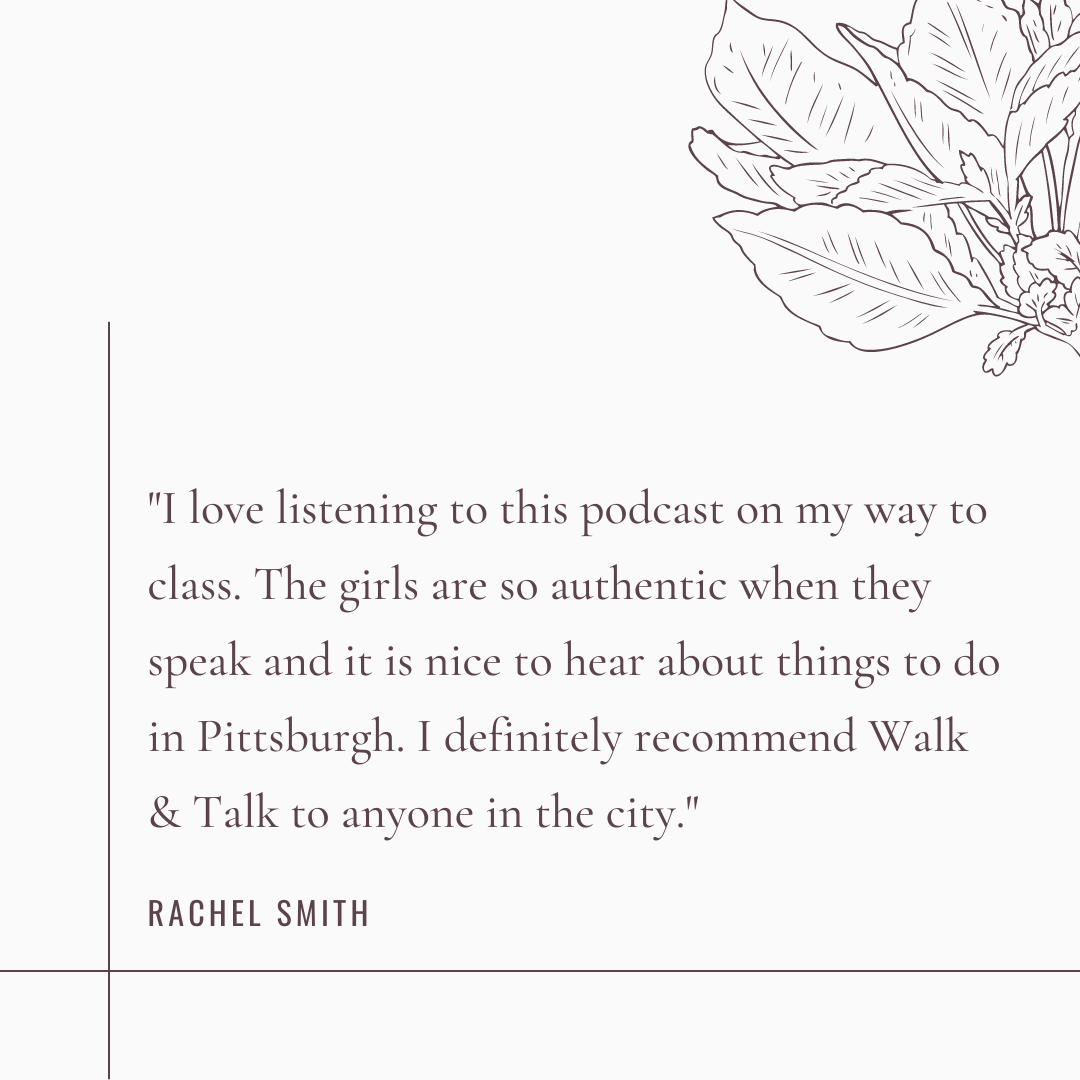 "I love listening to this podcast on my way to
class. The girls are so authentic when they
speak and it is nice to hear about things to do
in Pittsburgh. I definitely recommend Walk
& Talk to anyone in the city."
RACHEL SMITH